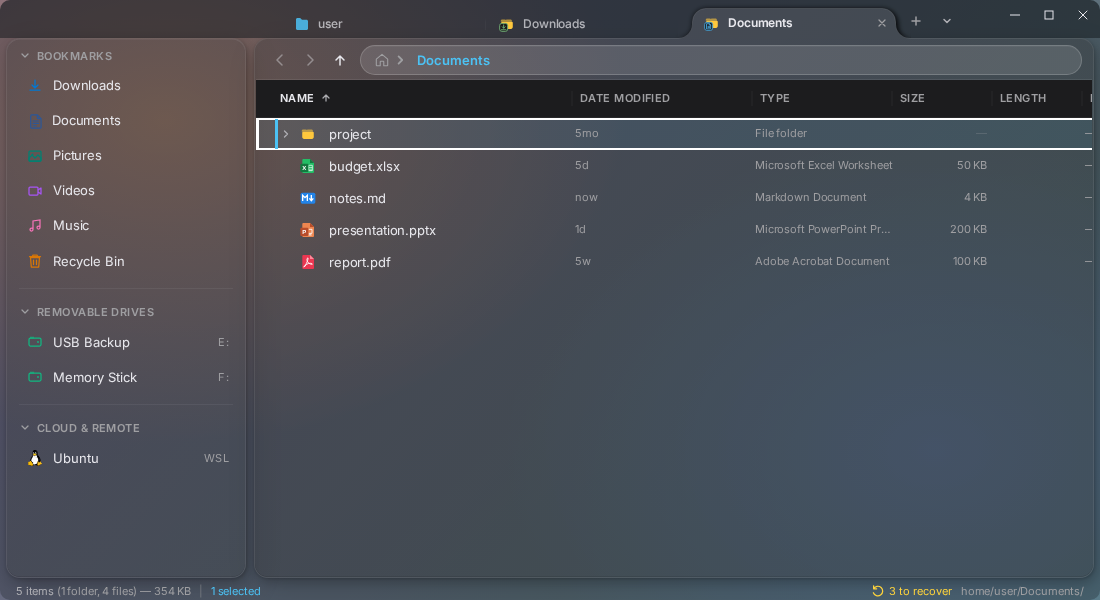 user
Downloads
Documents
BOOKMARKS
Downloads
Documents
Pictures
Videos
Music
Recycle Bin
REMOVABLE DRIVES
USB Backup E:
Memory Stick F:
CLOUD & REMOTE
Ubuntu WSL
Documents
NAME DATE MODIFIED TYPE SIZE LENGTH
project 5mo File folder —
budget.xlsx 5d Microsoft Excel Worksheet 50 KB
notes.md now Markdown Document 4 KB
presentation.pptx 1d Microsoft PowerPoint Pr... 200 KB
report.pdf 5w Adobe Acrobat Document 100 KB
5 items (1 folder, 4 files) — 354 KB | 1 selected
3 to recover home/user/Documents/